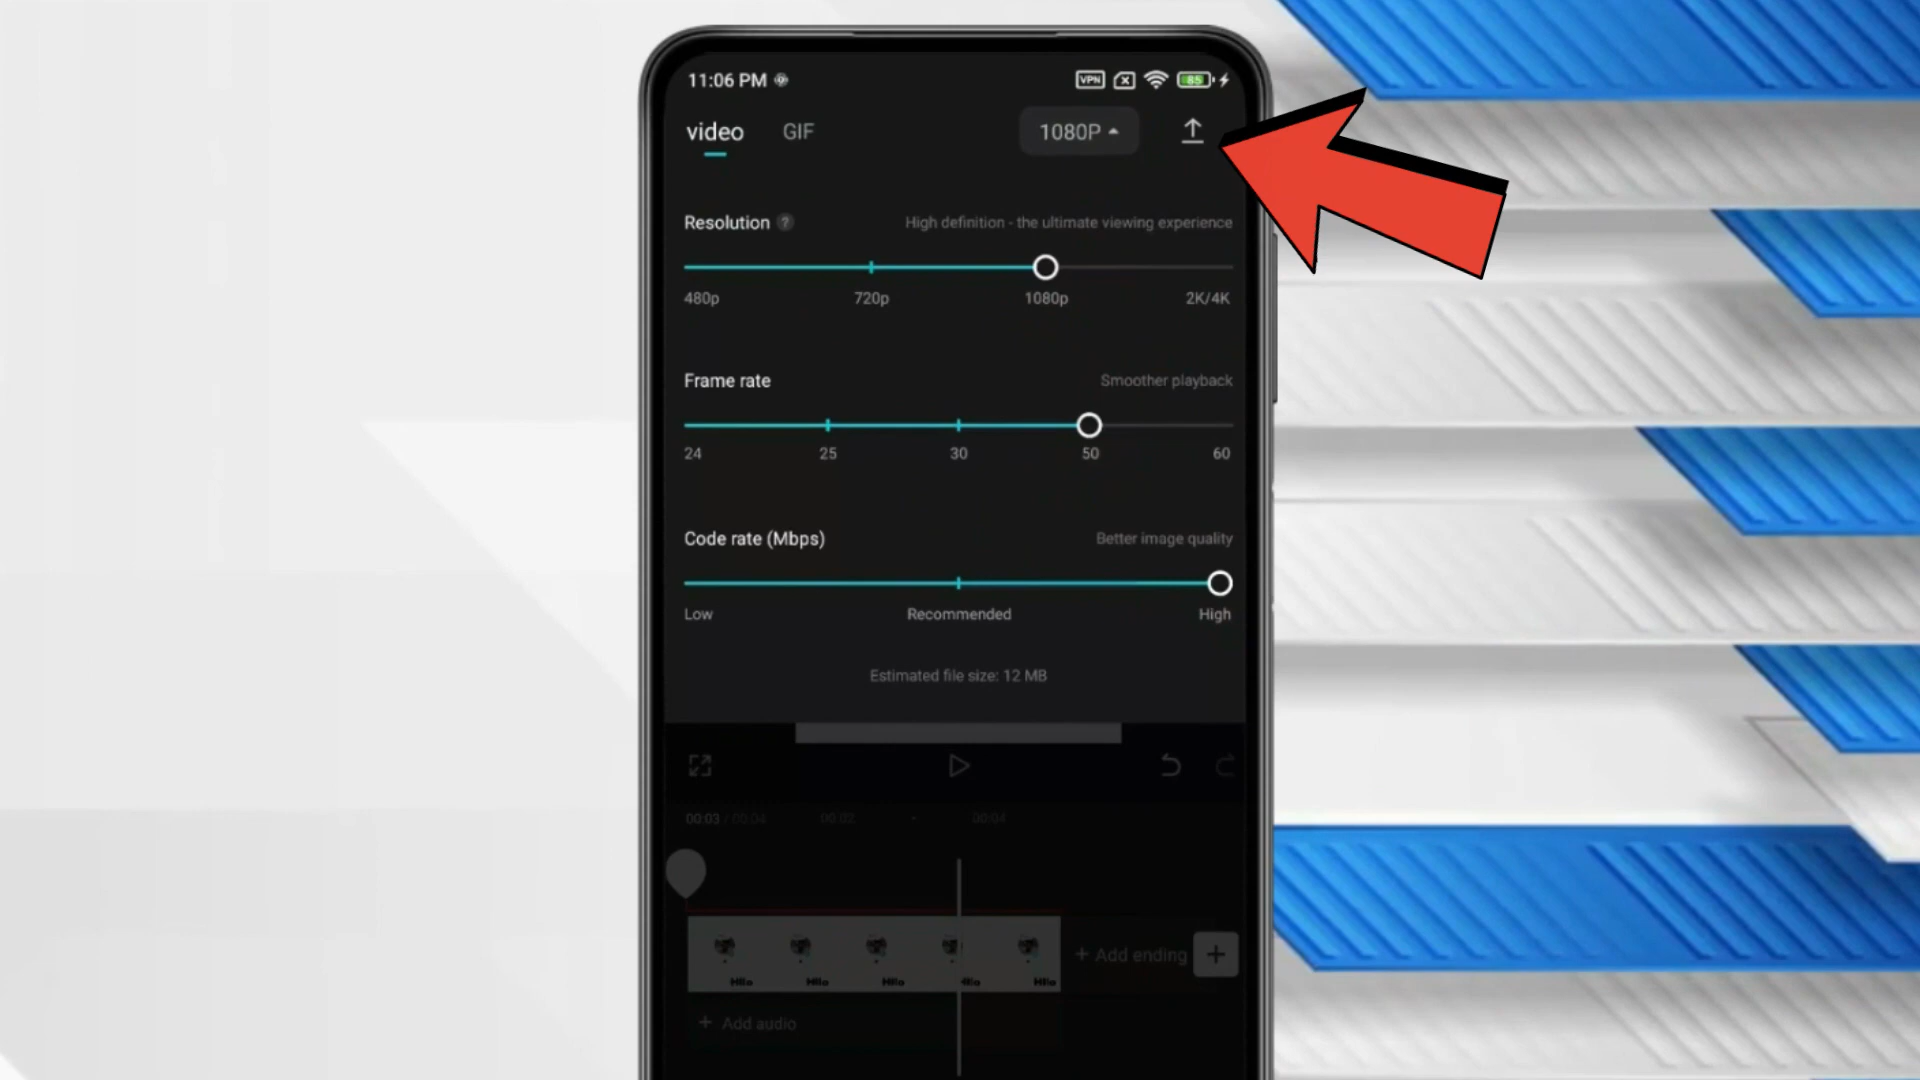 11:06 PM
VPN
85
video
GIF
1080P
Resolution ?
High definition - the ultimate viewing experience
480p
720p
1080p
2K/4K
Frame rate
Smoother playback
24
25
30
50
60
Code rate (Mbps)
Better image quality
Low
Recommended
High
Estimated file size: 12 MB
00:03 / 00:04
00:02
00:04
+ Add ending
+
+ Add audio